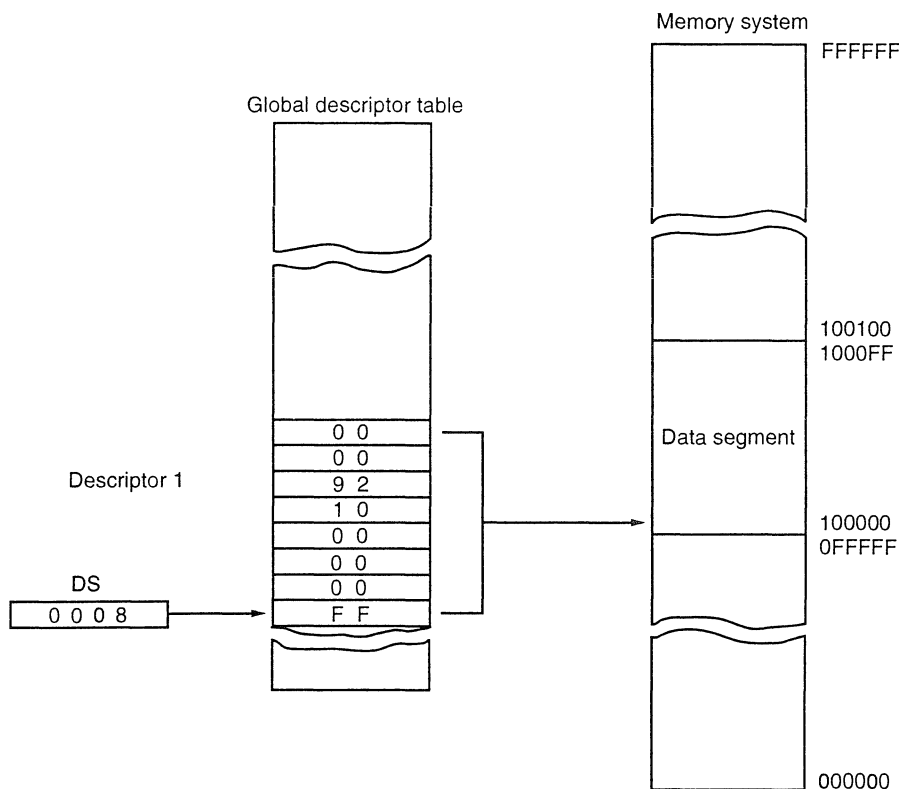 Memory system
FFFFFF
Global descriptor table
100100
1000FF
0 0
0 0
Data segment
9 2
Descriptor 1
1 0
0 0
100000
0FFFFF
0 0
DS
0 0
0 0 0 8
F F
000000